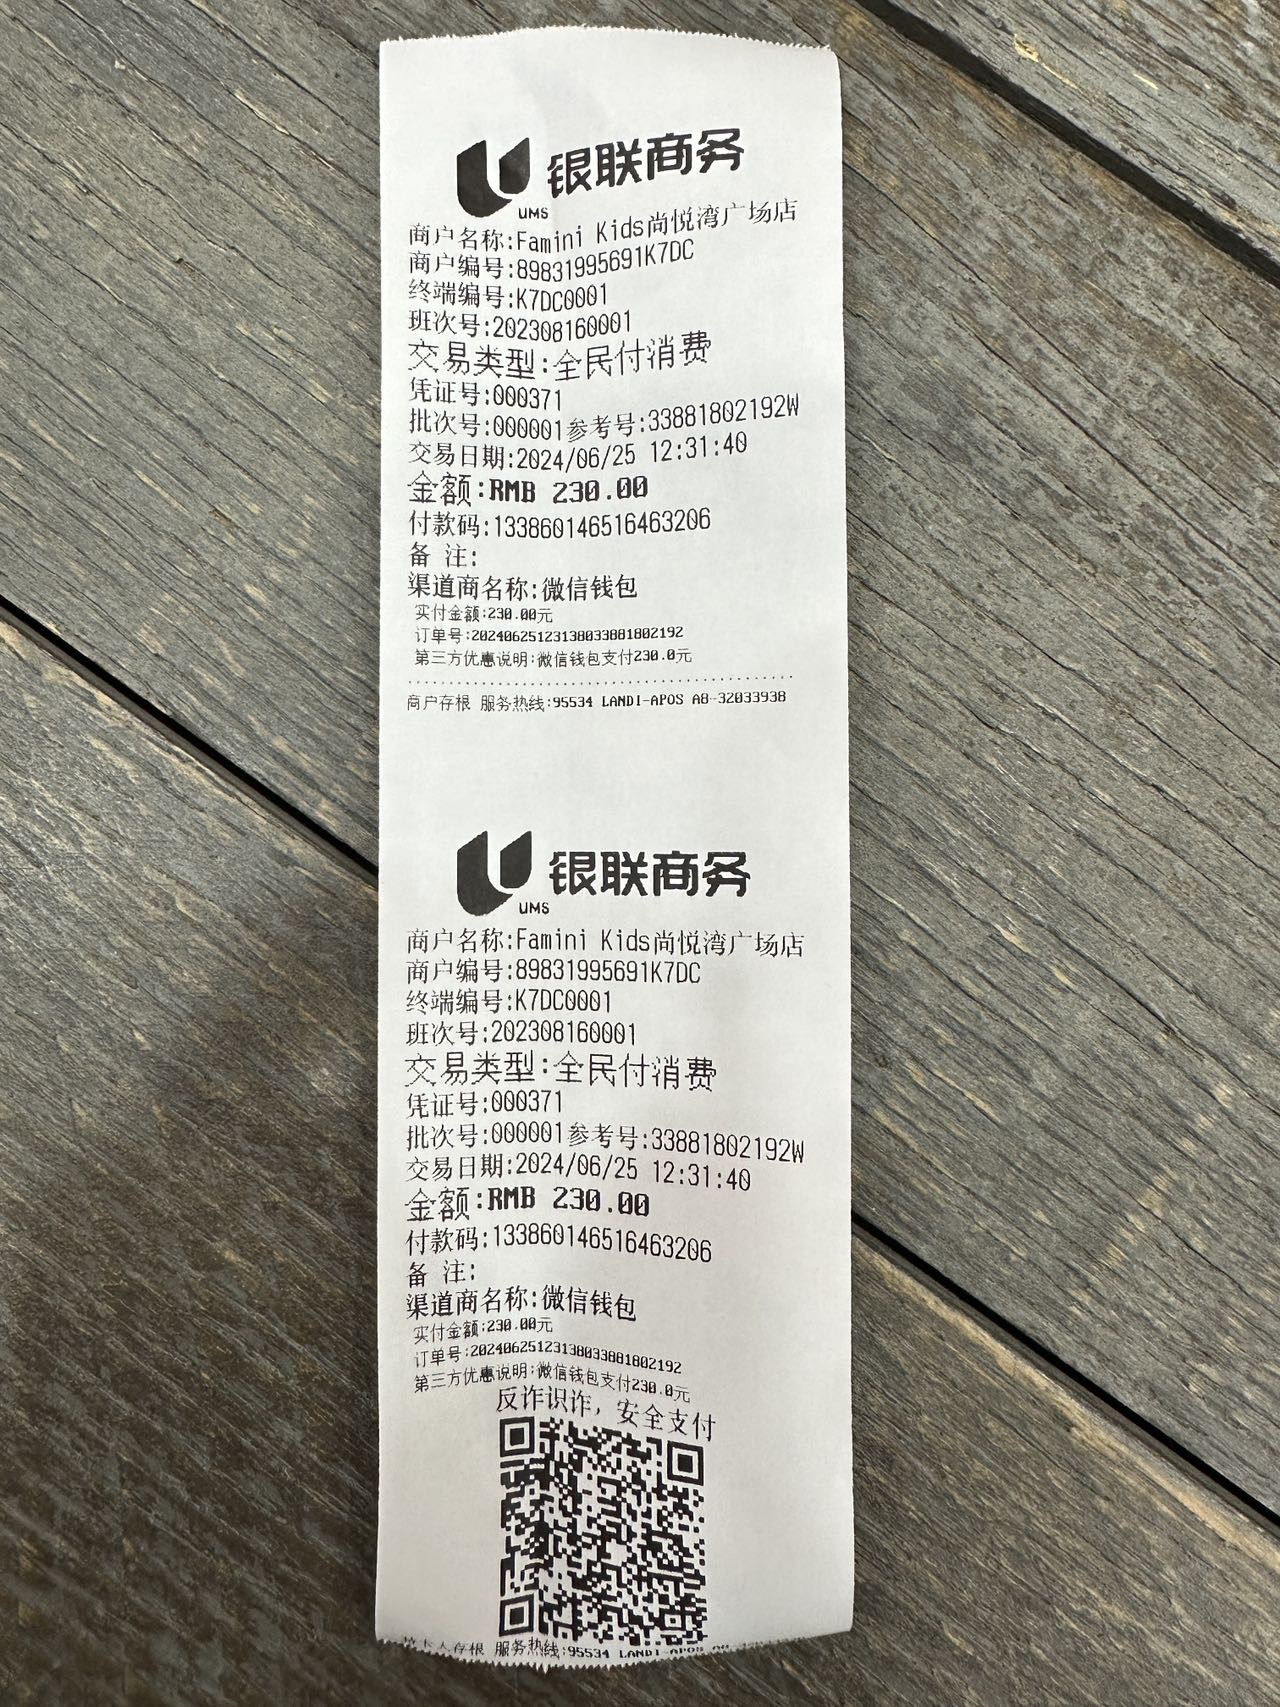 银联商务
UMS
商户名称:Famini Kids尚悦湾广场店
商户编号:89831995691K7DC
终端编号:K7DC0001
班次号:202308160001
交易类型:全民付消费
凭证号:000371
批次号:000001参考号:33881802192W
交易日期:2024/06/25 12:31:40
金额:RMB 230.00
付款码:133860146516463206
备 注:
渠道商名称:微信钱包
实付金额:230.00元
订单号:20240625123138033881802192
第三方优惠说明:微信钱包支付230.0元
商户存根 服务热线:95534 LANDI-APOS A8-32033938
银联商务
UMS
商户名称:Famini Kids尚悦湾广场店
商户编号:89831995691K7DC
终端编号:K7DC0001
班次号:202308160001
交易类型:全民付消费
凭证号:000371
批次号:000001参考号:33881802192W
交易日期:2024/06/25 12:31:40
金额:RMB 230.00
付款码:133860146516463206
备 注:
渠道商名称:微信钱包
实付金额:230.00元
订单号:20240625123138033881802192
第三方优惠说明:微信钱包支付230.0元
反诈识诈，安全支付
存根 服务热线:95534 LANDI-APOS